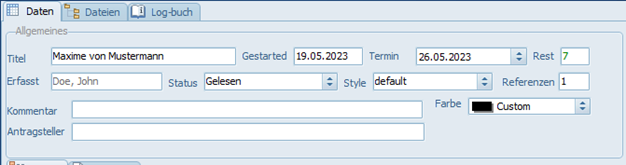 Daten Dateien Log-buch
Allgemeines
Titel Maxime von Mustermann Gestarted 19.05.2023 Termin 26.05.2023 Rest 7
Erfasst Doe, John Status Gelesen Style default Referenzen 1
Kommentar Farbe Custom
Antragsteller